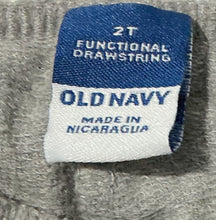 2T
FUNCTIONAL
DRAWSTRING
OLD NAVY
MADE IN
NICARAGUA